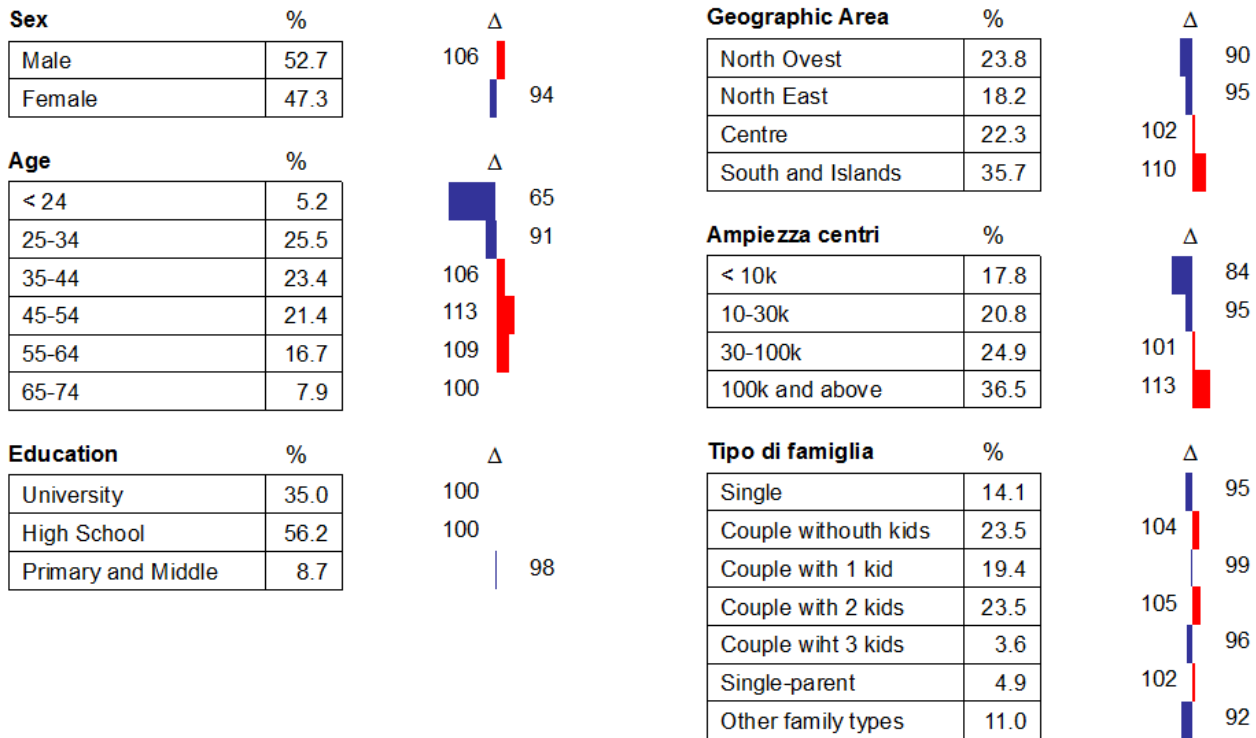 Sex % Δ
Male 52.7 106
Female 47.3 94
Age % Δ
< 24 5.2 65
25-34 25.5 91
35-44 23.4 106
45-54 21.4 113
55-64 16.7 109
65-74 7.9 100
Education % Δ
University 35.0 100
High School 56.2 100
Primary and Middle 8.7 98
Geographic Area % Δ
North Ovest 23.8 90
North East 18.2 95
Centre 22.3 102
South and Islands 35.7 110
Ampiezza centri % Δ
< 10k 17.8 84
10-30k 20.8 95
30-100k 24.9 101
100k and above 36.5 113
Tipo di famiglia % Δ
Single 14.1 95
Couple withouth kids 23.5 104
Couple with 1 kid 19.4 99
Couple with 2 kids 23.5 105
Couple wiht 3 kids 3.6 96
Single-parent 4.9 102
Other family types 11.0 92